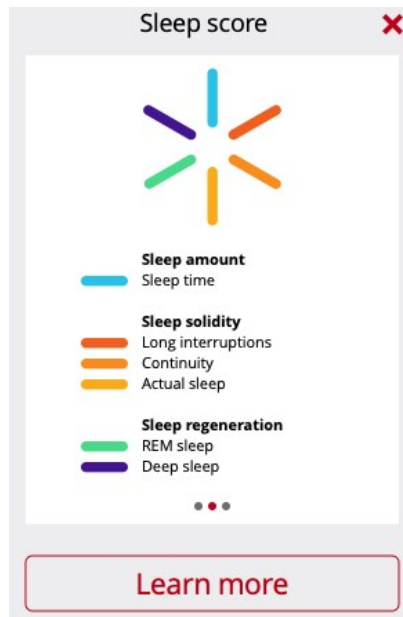 Sleep score
Sleep amount
Sleep time
Sleep solidity
Long interruptions
Continuity
Actual sleep
Sleep regeneration
REM sleep
Deep sleep
Learn more